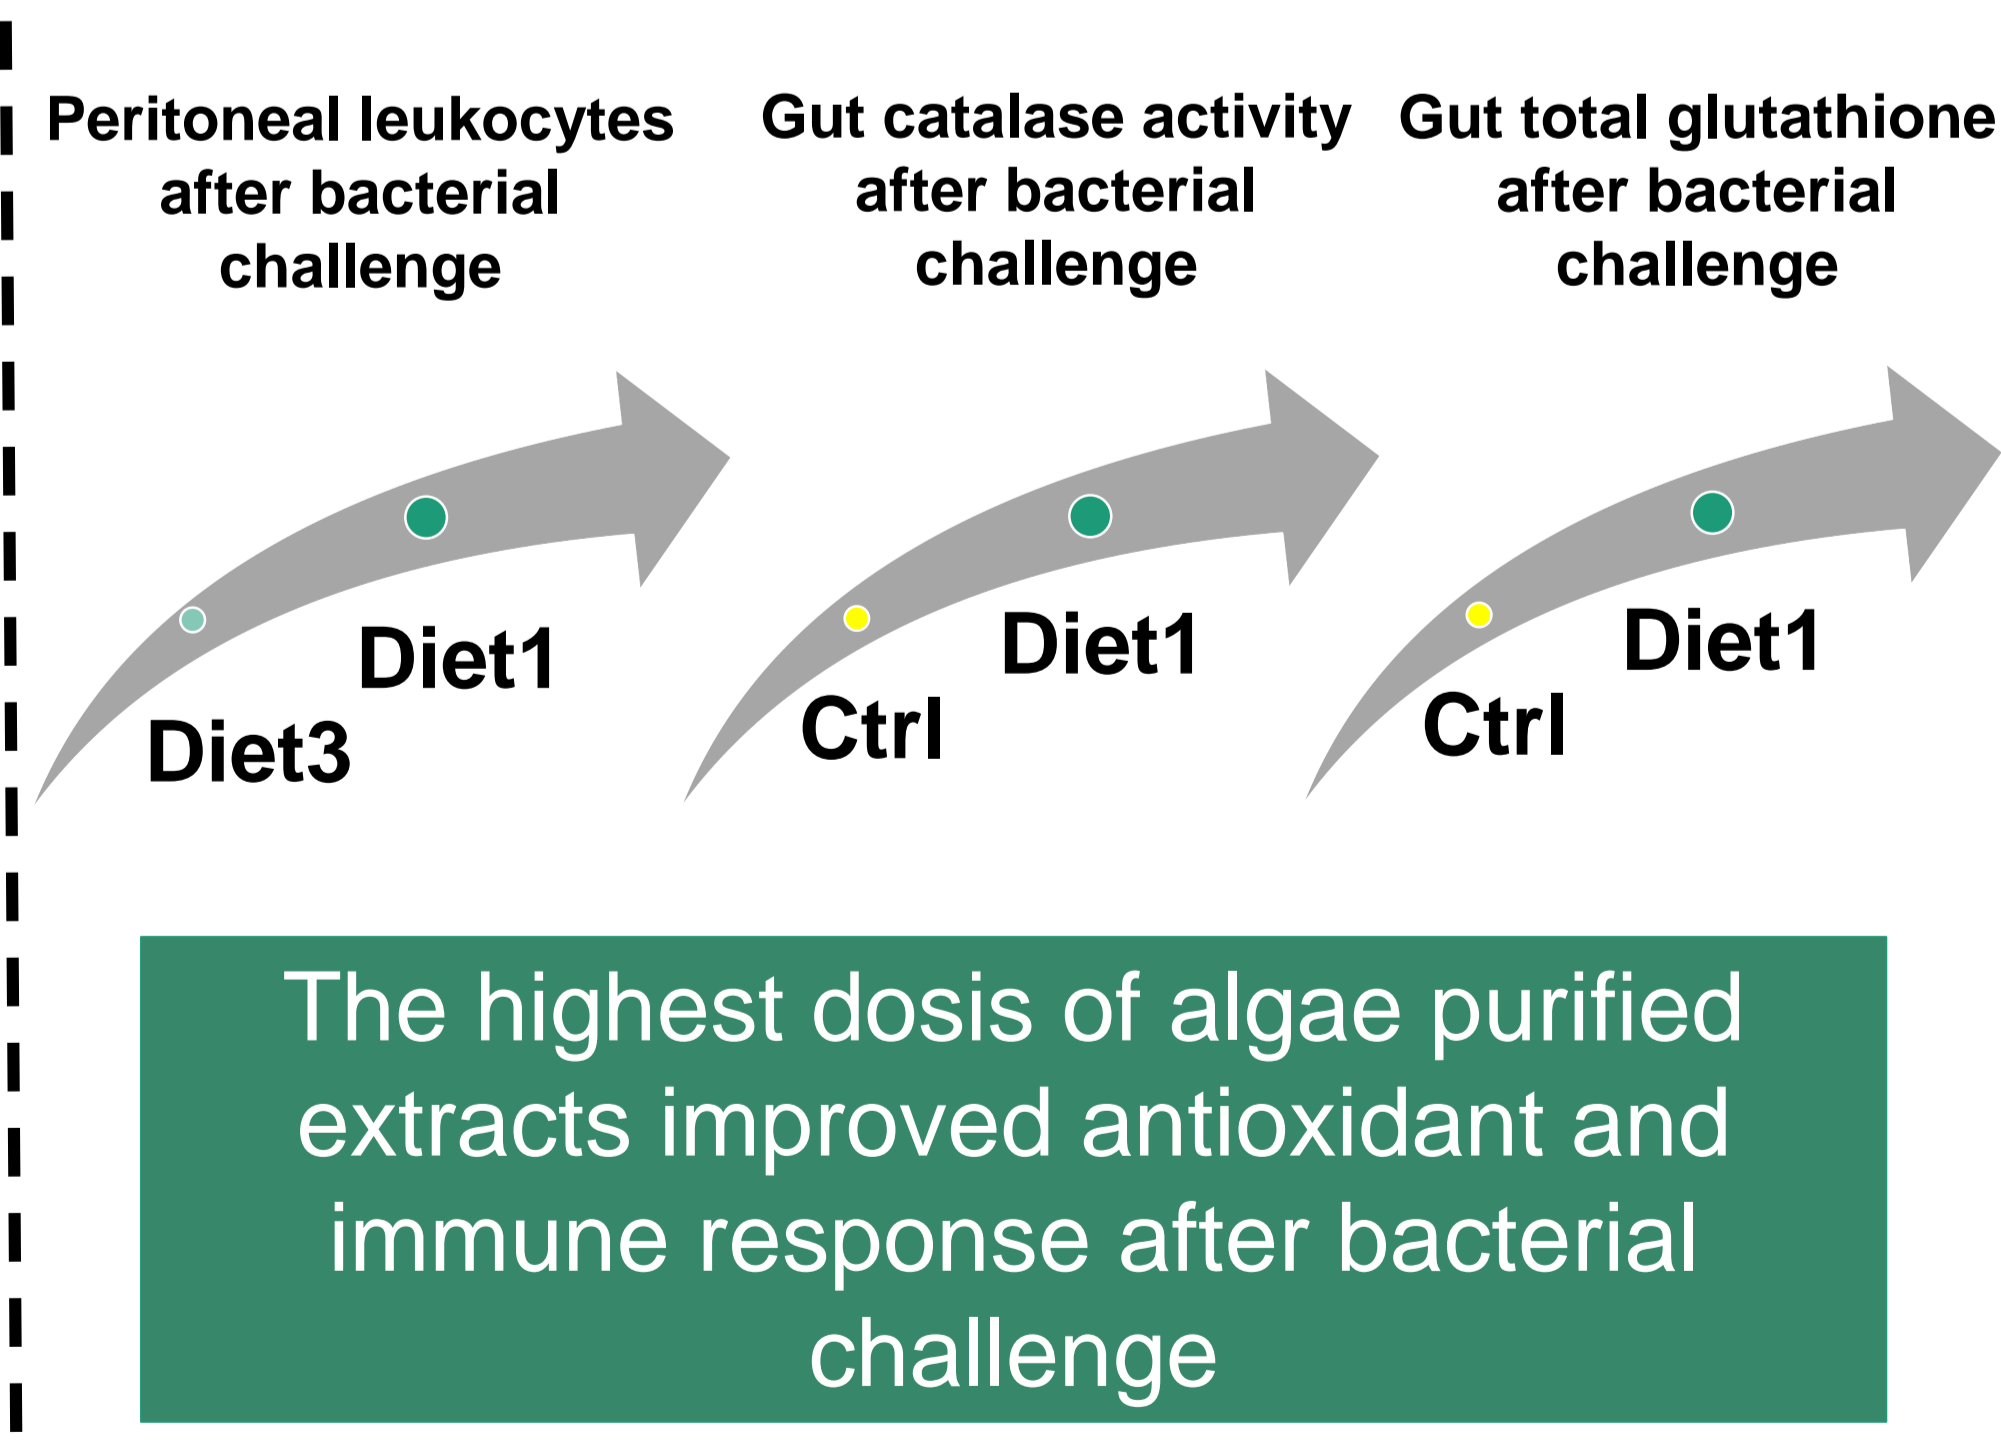 Peritoneal leukocytes
after bacterial
challenge
Gut catalase activity
after bacterial
challenge
Gut total glutathione
after bacterial
challenge
Diet3
Diet1
Ctrl
Diet1
Ctrl
Diet1
The highest dosis of algae purified
extracts improved antioxidant and
immune response after bacterial
challenge